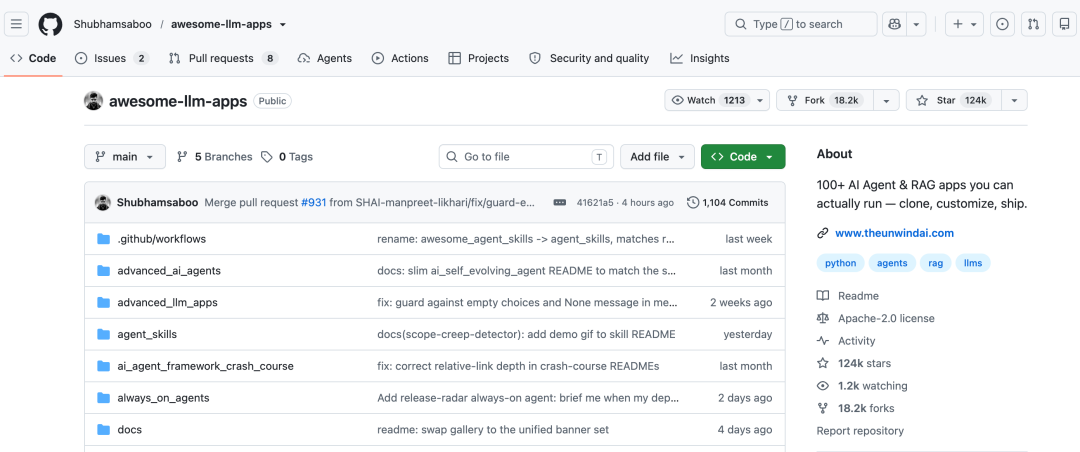 Shubhamsaboo / awesome-llm-apps
Type / to search
Code
Issues 2
Pull requests 8
Agents
Actions
Projects
Security and quality
Insights
awesome-llm-apps Public
Watch 1213
Fork 18.2k
Star 124k
main
5 Branches
0 Tags
Go to file T
Add file
Code
Shubhamsaboo Merge pull request #931 from SHAI-manpreet-likhari/fix/guard-e... 41621a5 · 4 hours ago 1,104 Commits
.github/workflows rename: awesome_agent_skills -> agent_skills, matches r... last week
advanced_ai_agents docs: slim ai_self_evolving_agent README to match the s... last month
advanced_llm_apps fix: guard against empty choices and None message in me... 2 weeks ago
agent_skills docs(scope-creep-detector): add demo gif to skill README yesterday
ai_agent_framework_crash_course fix: correct relative-link depth in crash-course READMEs last month
always_on_agents Add release-radar always-on agent: brief me when my dep... 2 days ago
docs readme: swap gallery to the unified banner set 4 days ago
About
100+ AI Agent & RAG apps you can
actually run — clone, customize, ship.
www.theunwindai.com
python agents rag llms
Readme
Apache-2.0 license
Activity
124k stars
1.2k watching
18.2k forks
Report repository